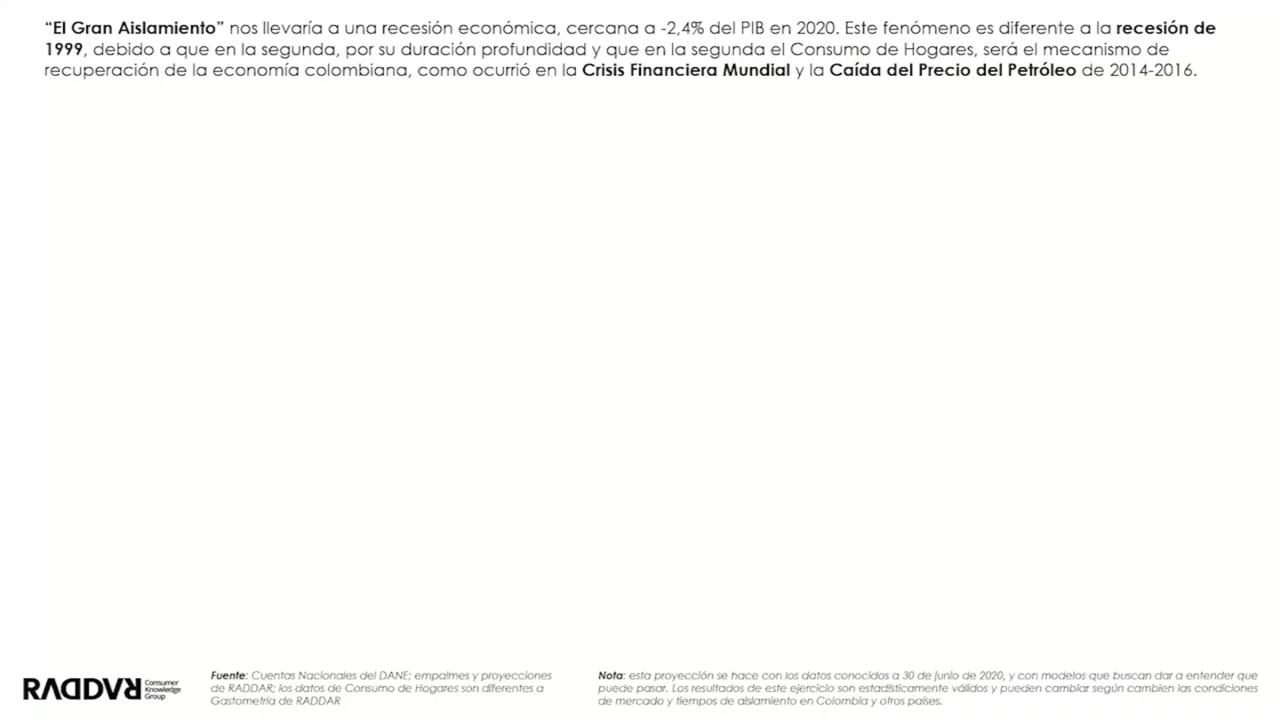 “El Gran Aislamiento” nos llevaría a una recesión económica, cercana a -2,4% del PIB en 2020. Este fenómeno es diferente a la recesión de
1999, debido a que en la segunda, por su duración profundidad y que en la segunda el Consumo de Hogares, será el mecanismo de
recuperación de la economía colombiana, como ocurrió en la Crisis Financiera Mundial y la Caída del Precio del Petróleo de 2014-2016.
RADDAR Consumer
Knowledge
Group
Fuente: Cuentas Nacionales del DANE; empalmes y proyecciones
de RADDAR; los datos de Consumo de Hogares son diferentes a
Gastometría de RADDAR
Nota: esta proyección se hace con los datos conocidos a 30 de junio de 2020, y con modelos que buscan dar a entender que
puede pasar. Los resultados de este ejercicio son estadísticamente válidos y pueden cambiar según cambien las condiciones
de mercado y tiempos de aislamiento en Colombia y otros países.